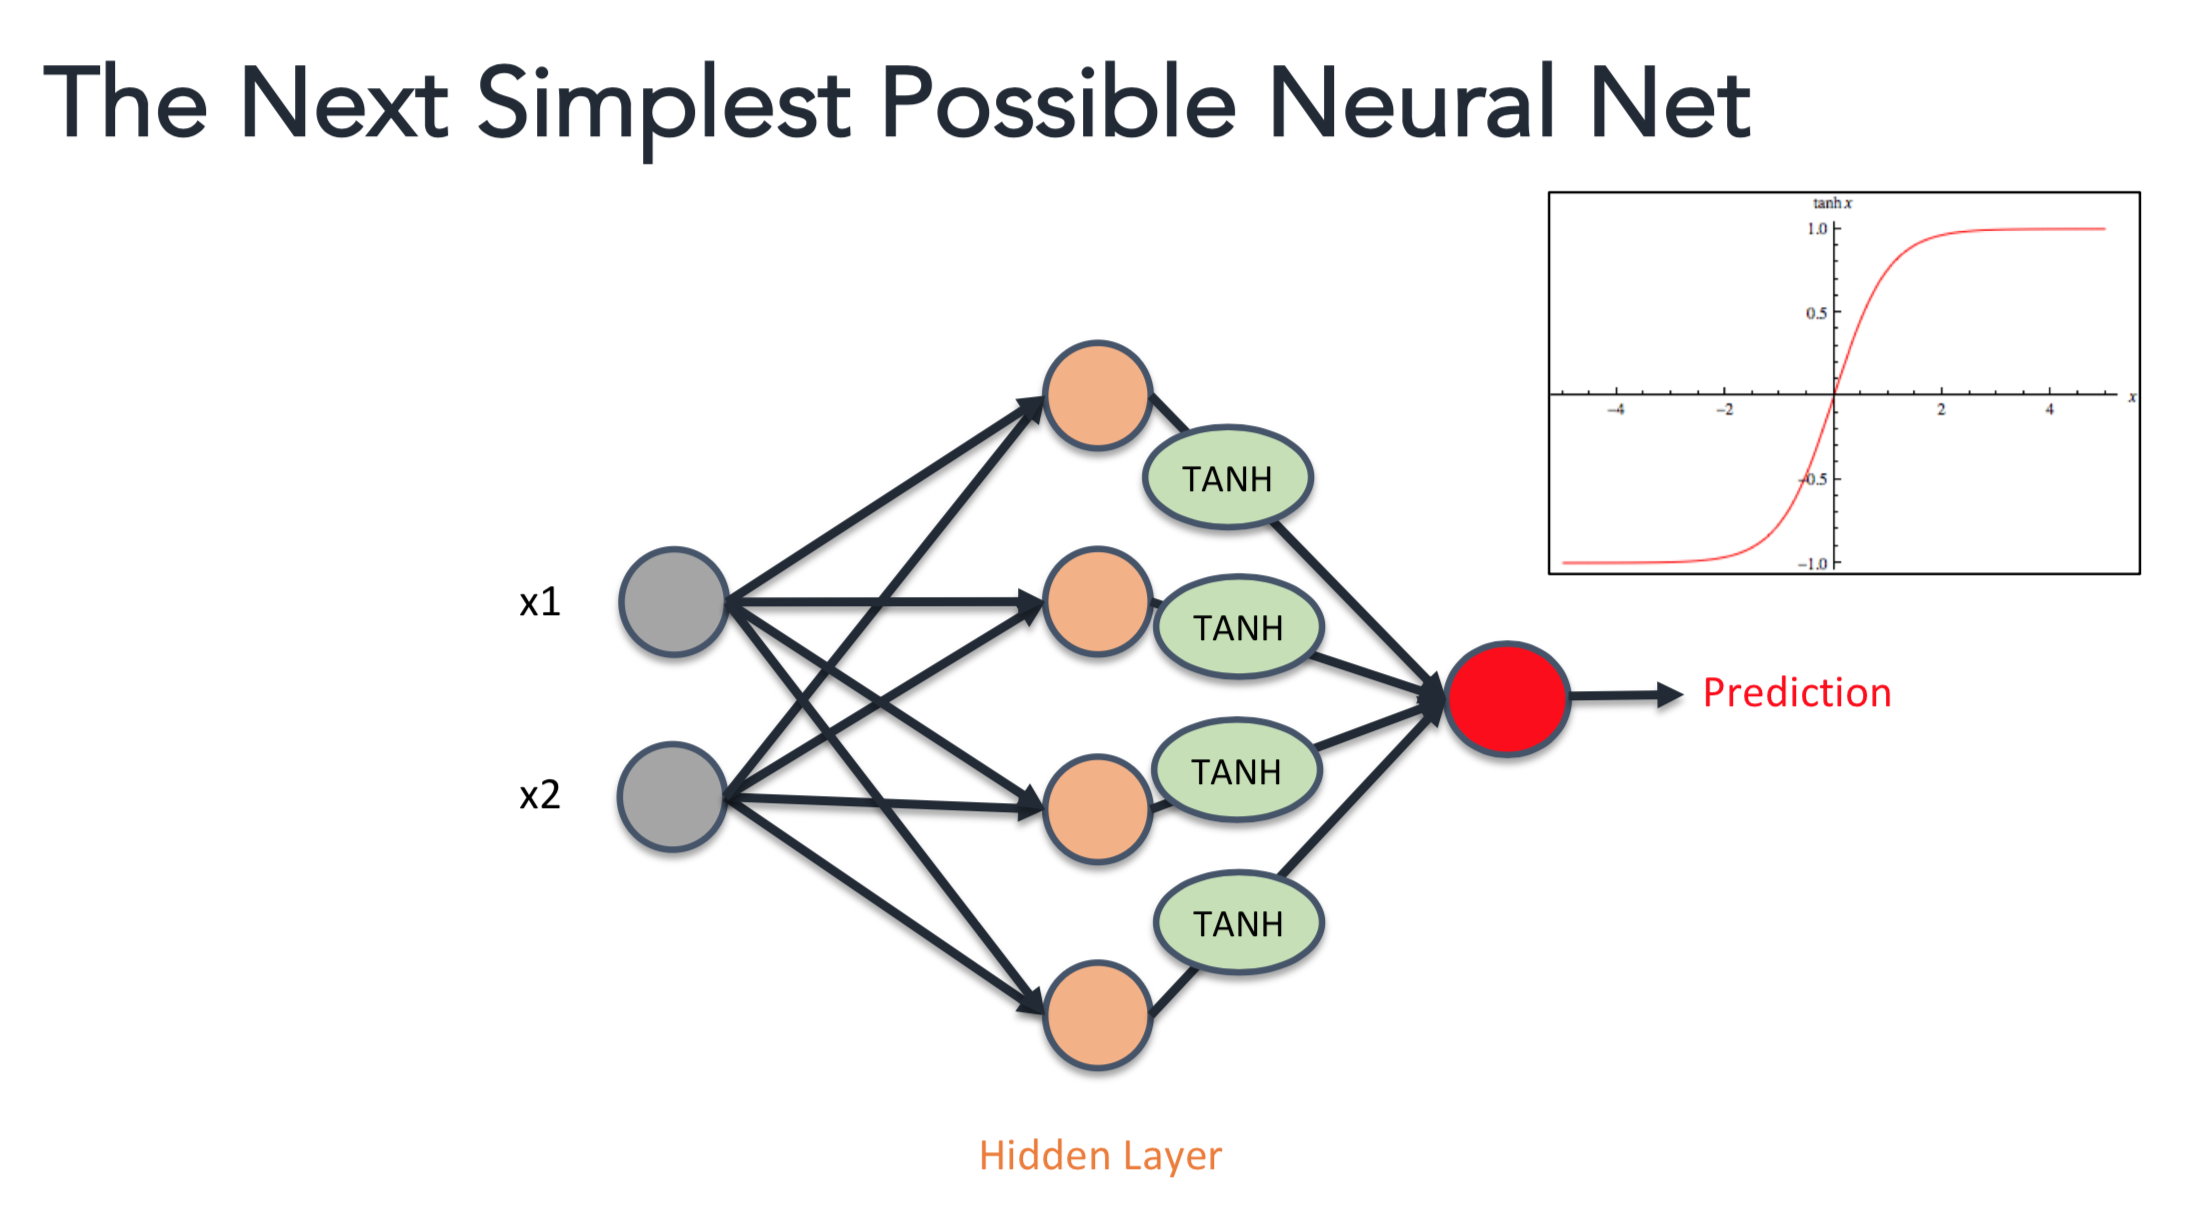 The Next Simplest Possible Neural Net
tanh x
1.0
0.5
−4
−2
2
4
x
−0.5
−1.0
TANH
x1
TANH
Prediction
x2
TANH
TANH
Hidden Layer